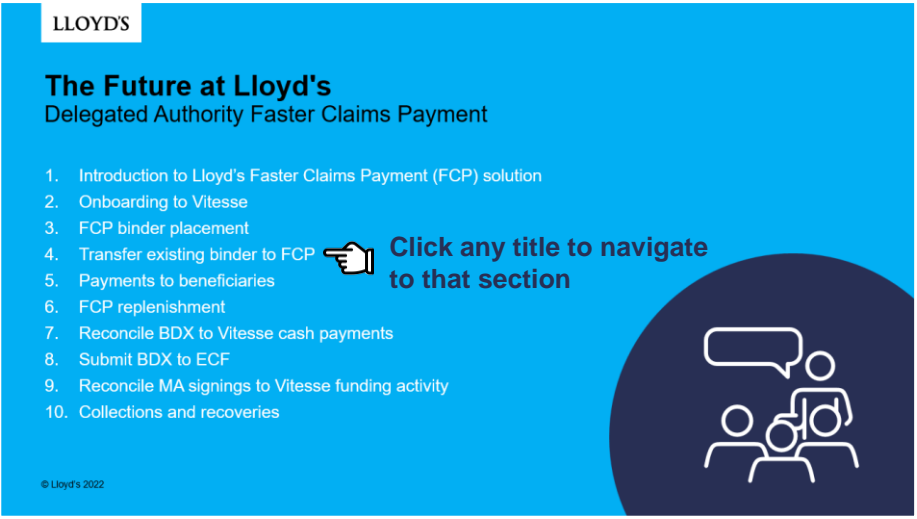 LLOYD'S
The Future at Lloyd's
Delegated Authority Faster Claims Payment
1. Introduction to Lloyd's Faster Claims Payment (FCP) solution
2. Onboarding to Vitesse
3. FCP binder placement
4. Transfer existing binder to FCP
5. Payments to beneficiaries
6. FCP replenishment
7. Reconcile BDX to Vitesse cash payments
8. Submit BDX to ECF
9. Reconcile MA signings to Vitesse funding activity
10. Collections and recoveries
Click any title to navigate
to that section
© Lloyd's 2022